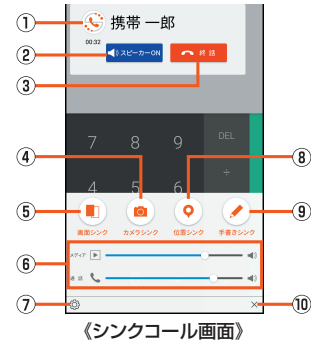 ① 携帯 一郎
00:32
② スピーカーON 終話
③
7 8 9 DEL
④ ⑧
4 5 6 ÷
⑤ ⑨
画面シンク カメラシンク 位置シンク 手書きシンク
⑥ メディア
通話
⑦ ⑩
《シンクコール画面》